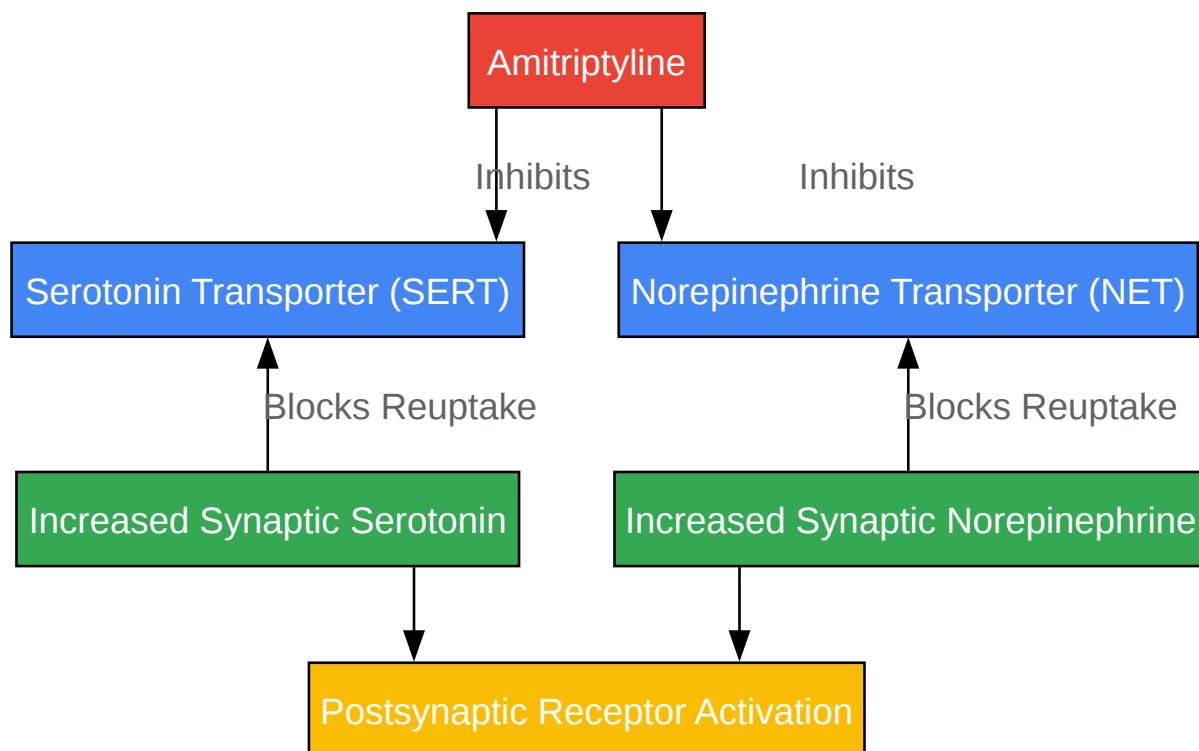 Amitriptyline
Inhibits
Inhibits
Serotonin Transporter (SERT)
Norepinephrine Transporter (NET)
Blocks Reuptake
Blocks Reuptake
Increased Synaptic Serotonin
Increased Synaptic Norepinephrine
Postsynaptic Receptor Activation